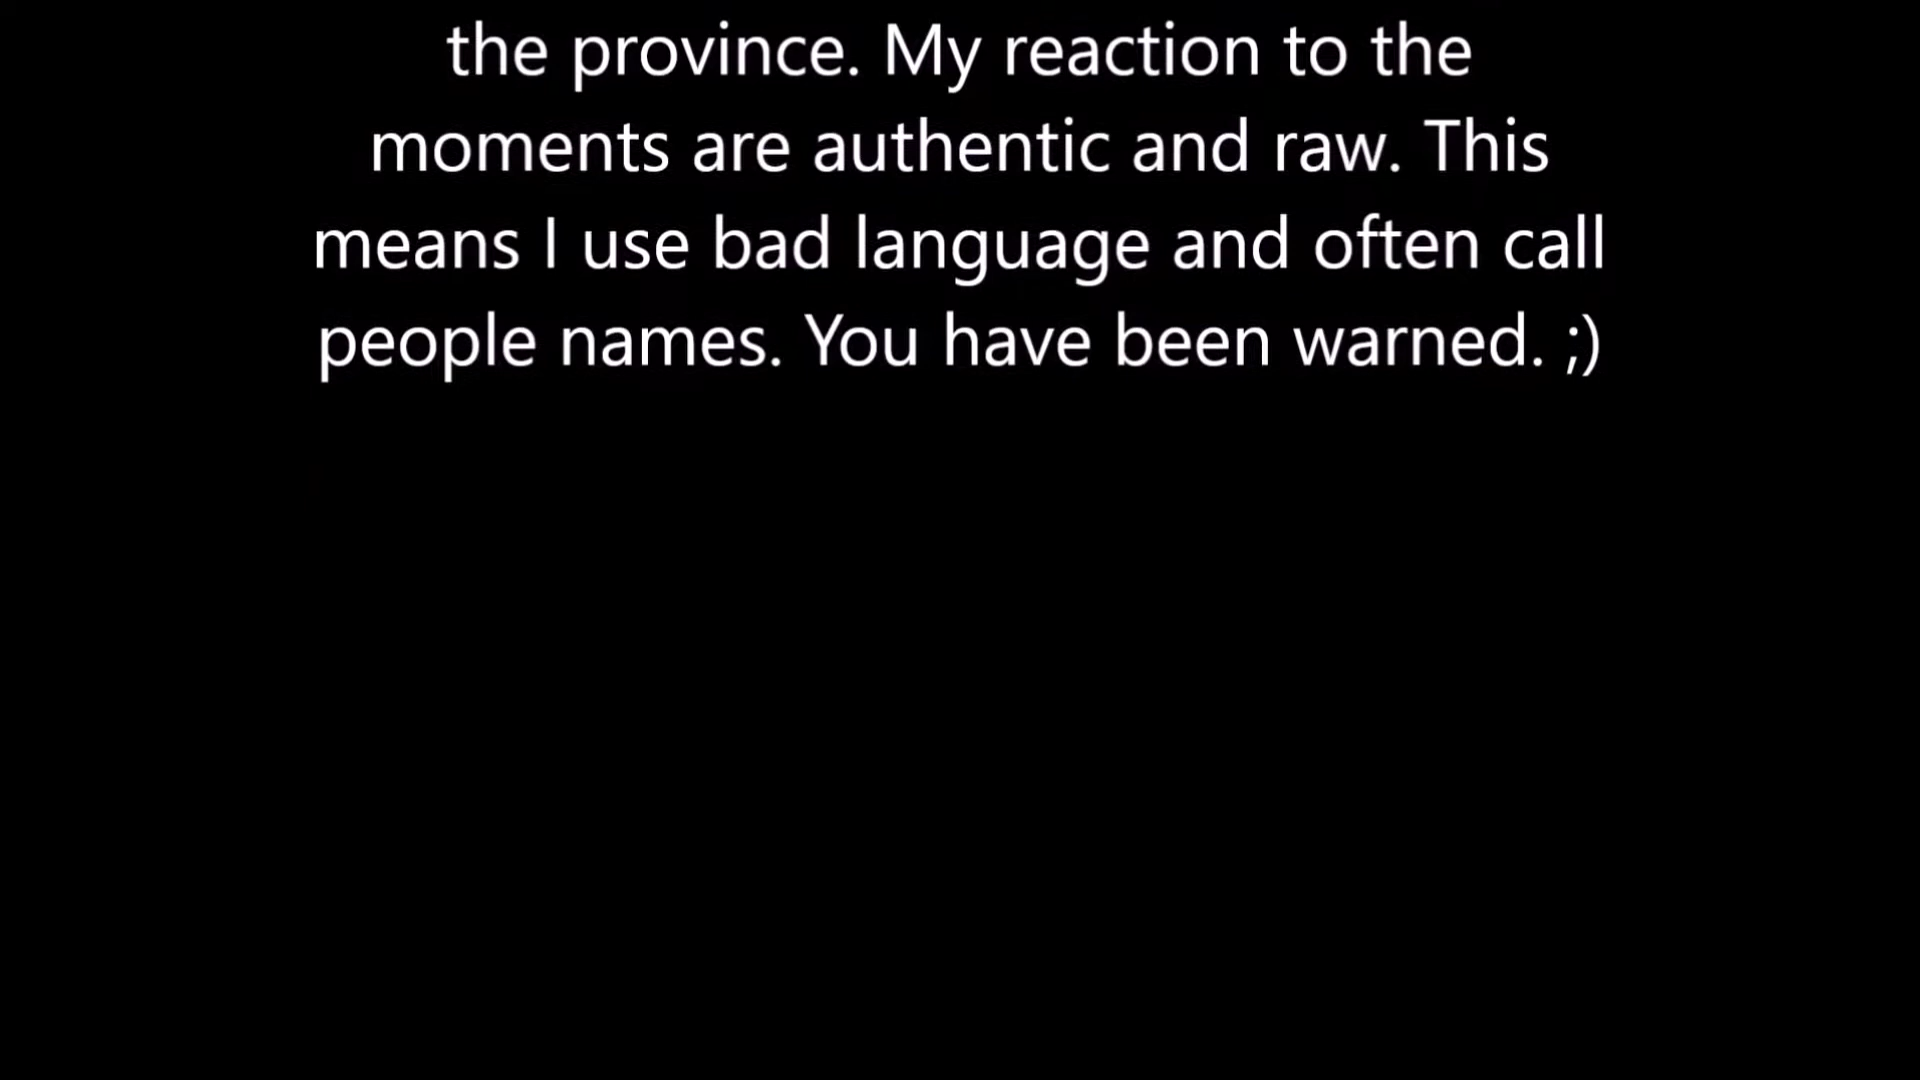 the province. My reaction to the
moments are authentic and raw. This
means I use bad language and often call
people names. You have been warned. ;)